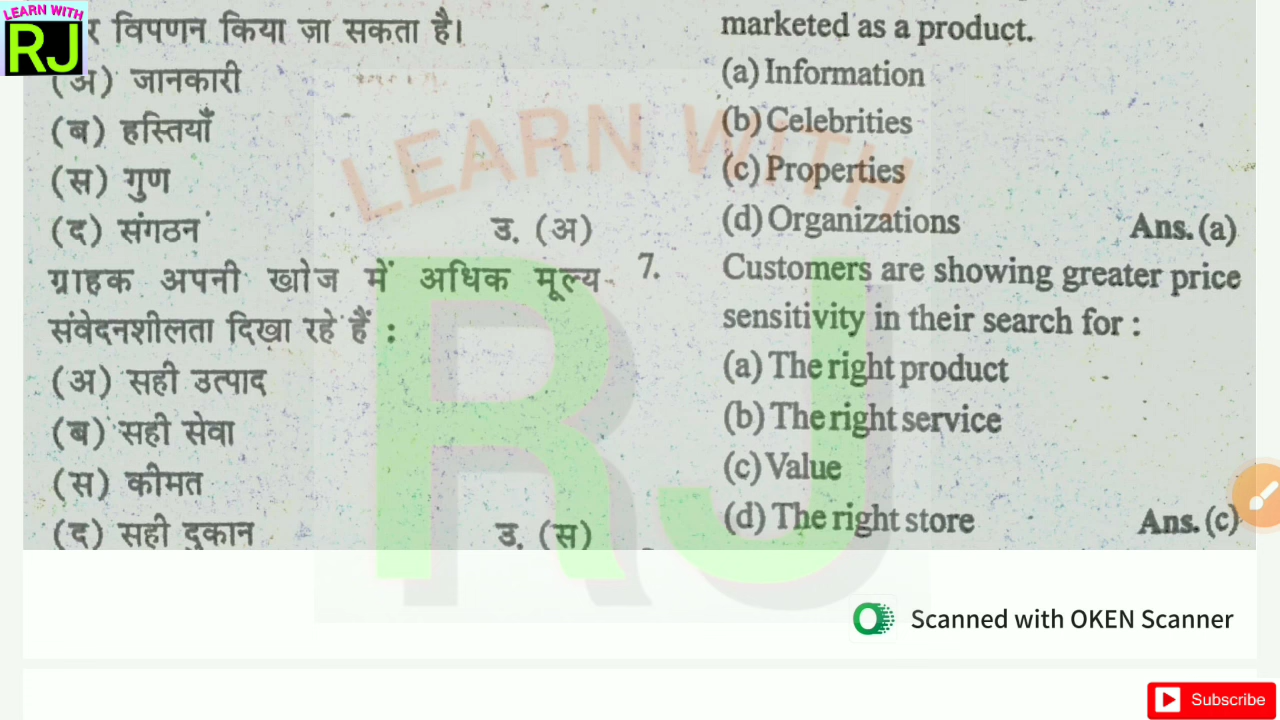 LEARN WITH
RJ
र विपणन किया जा सकता है।
(अ) जानकारी
(ब) हस्तियाँ
(स) गुण
(द) संगठन उ. (अ)
ग्राहक अपनी खोज में अधिक मूल्य
संवेदनशीलता दिखा रहे हैं :
(अ) सही उत्पाद
(ब) सही सेवा
(स) कीमत
(द) सही दुकान उ. (स)
marketed as a product.
(a) Information
(b) Celebrities
(c) Properties
(d) Organizations Ans. (a)
7. Customers are showing greater price
sensitivity in their search for :
(a) The right product
(b) The right service
(c) Value
(d) The right store Ans. (c)
LEARN WITH
RJ
Scanned with OKEN Scanner
Subscribe